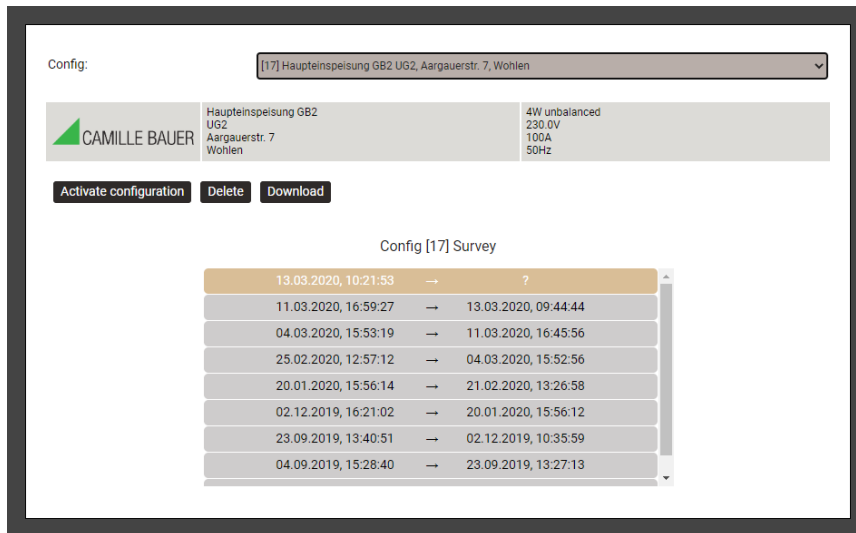 Config:
[17] Haupteinspeisung GB2 UG2, Aargauerstr. 7, Wohlen
CAMILLE BAUER
Haupteinspeisung GB2
UG2
Aargauerstr. 7
Wohlen
4W unbalanced
230.0V
100A
50Hz
Activate configuration Delete Download
Config [17] Survey
13.03.2020, 10:21:53 → ?
11.03.2020, 16:59:27 → 13.03.2020, 09:44:44
04.03.2020, 15:53:19 → 11.03.2020, 16:45:56
25.02.2020, 12:57:12 → 04.03.2020, 15:52:56
20.01.2020, 15:56:14 → 21.02.2020, 13:26:58
02.12.2019, 16:21:02 → 20.01.2020, 15:56:12
23.09.2019, 13:40:51 → 02.12.2019, 10:35:59
04.09.2019, 15:28:40 → 23.09.2019, 13:27:13